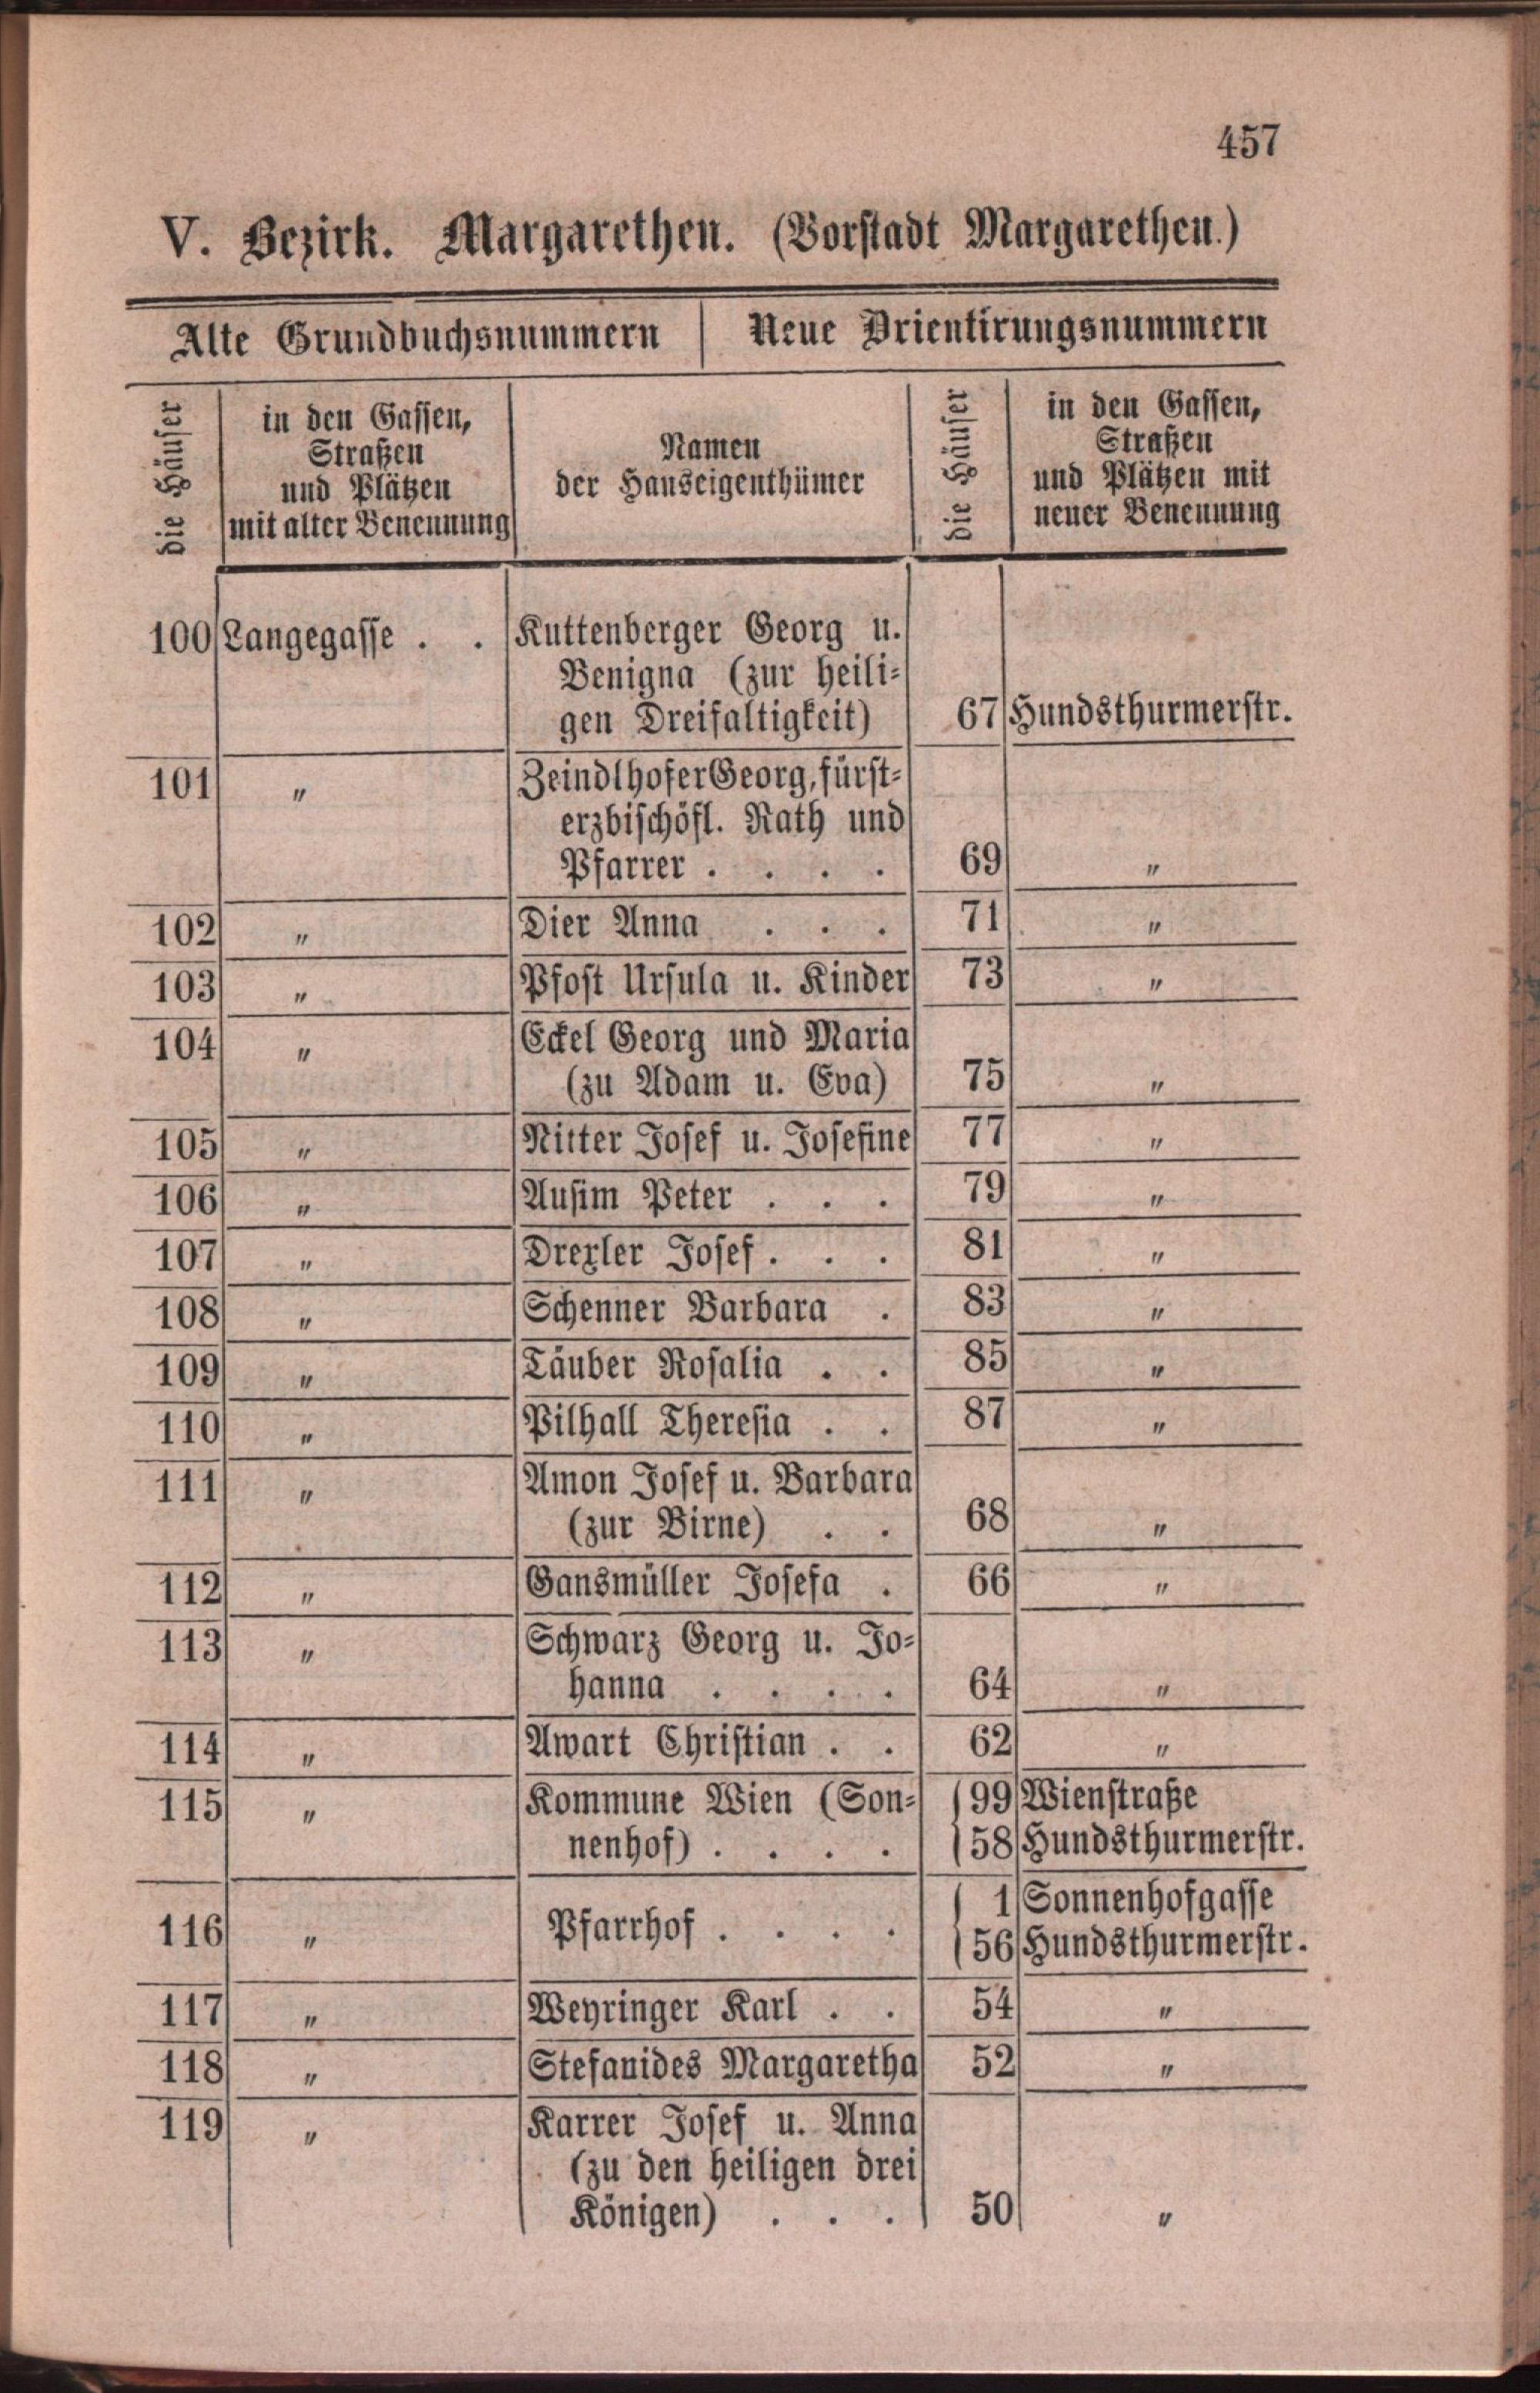 457
V. Bezirk. Margarethen. (Vorstadt Margarethen.)
Alte Grundbuchsnummern | Neue Orientirungsnummern
die Häuser
in den Gassen,
Straßen
und Plätzen
mit alter Benennung
Namen
der Hauseigenthümer
die Häuser
in den Gassen,
Straßen
und Plätzen mit
neuer Benennung
100 Langegasse . . Kuttenberger Georg u.
Benigna (zur heili-
gen Dreifaltigkeit) 67 Hundsthurmerstr.
101 " Zeindlhofer Georg, fürst-
erzbischöfl. Rath und
Pfarrer . . . . 69 "
102 " Dier Anna . . . 71 "
103 " Pfost Ursula u. Kinder 73 "
104 " Eckel Georg und Maria
(zu Adam u. Eva) 75 "
105 " Nitter Josef u. Josefine 77 "
106 " Ausim Peter . . . 79 "
107 " Drexler Josef . . . 81 "
108 " Schenner Barbara . 83 "
109 " Täuber Rosalia . . 85 "
110 " Pilhall Theresia . . 87 "
111 " Amon Josef u. Barbara
(zur Birne) . . 68 "
112 " Gansmüller Josefa . 66 "
113 " Schwarz Georg u. Jo-
hanna . . . . 64 "
114 " Awart Christian . . 62 "
115 " Kommune Wien (Son- 99 Wienstraße
nenhof) . . . . 58 Hundsthurmerstr.
1 Sonnenhofgasse
116 " Pfarrhof . . . . 56 Hundsthurmerstr.
117 " Weyringer Karl . . 54 "
118 " Stefanides Margaretha 52 "
119 " Karrer Josef u. Anna
(zu den heiligen drei
Königen) . . . 50 "